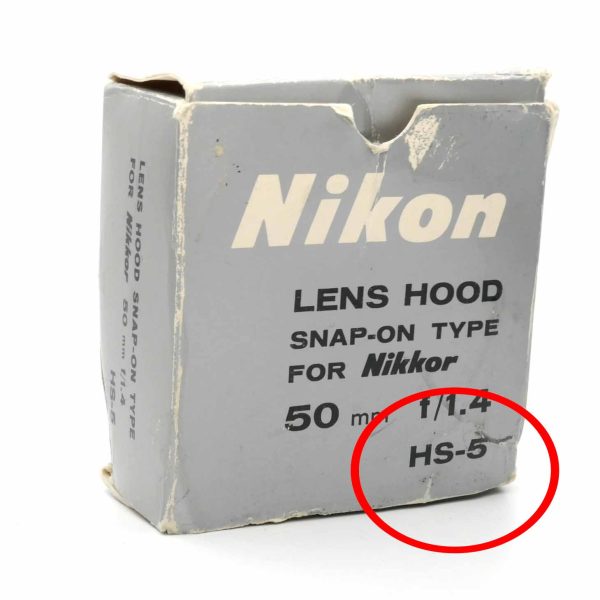 Nikon
LENS HOOD
SNAP-ON TYPE
FOR Nikkor
50 mm f/1.4
HS-5
LENS HOOD SNAP-ON TYPE
FOR Nikkor 50 mm f/1.4
HS-5